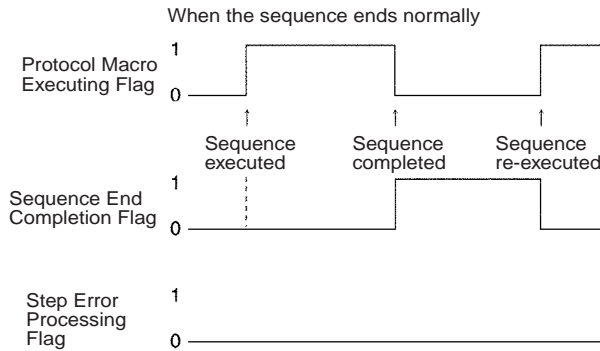 When the sequence ends normally
Protocol Macro
Executing Flag
1
0
Sequence
executed
Sequence
completed
Sequence
re-executed
Sequence End
Completion Flag
1
0
Step Error
Processing
Flag
1
0